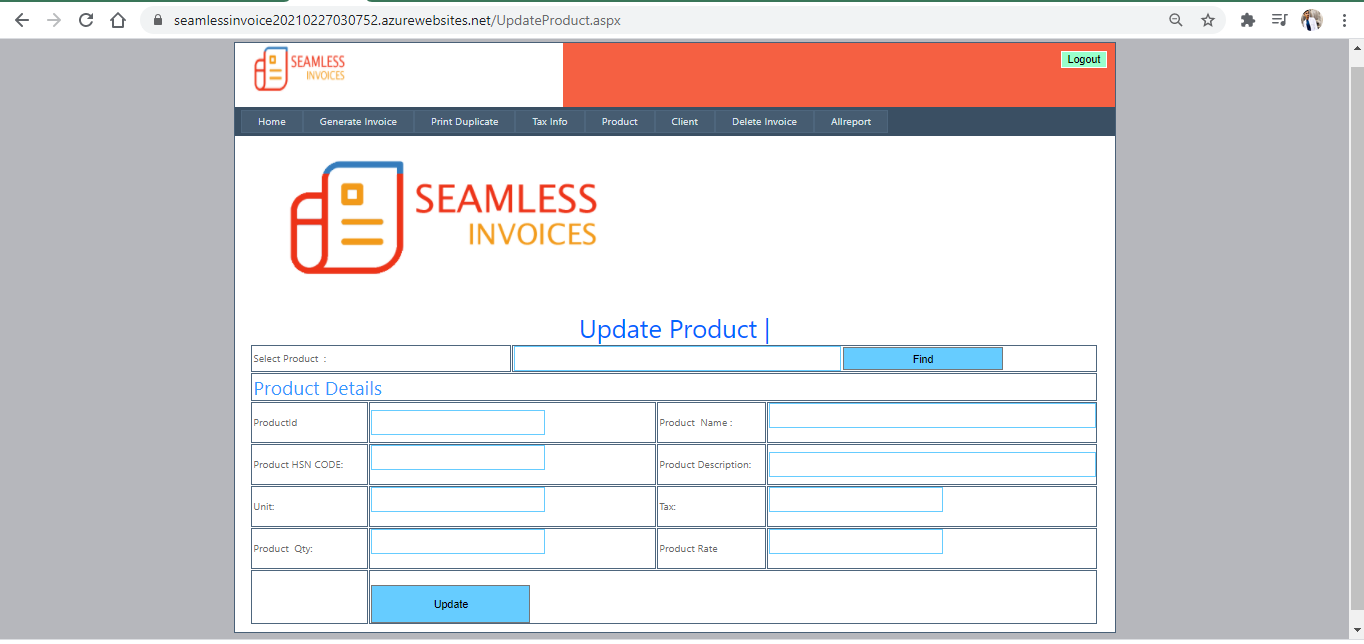 seamlessinvoice20210227030752.azurewebsites.net/UpdateProduct.aspx
SEAMLESS
INVOICES
Logout
Home Generate Invoice Print Duplicate Tax Info Product Client Delete Invoice Allreport
SEAMLESS
INVOICES
Update Product |
Select Product : Find
Product Details
ProductId Product Name :
Product HSN CODE: Product Description:
Unit: Tax:
Product Qty: Product Rate
Update